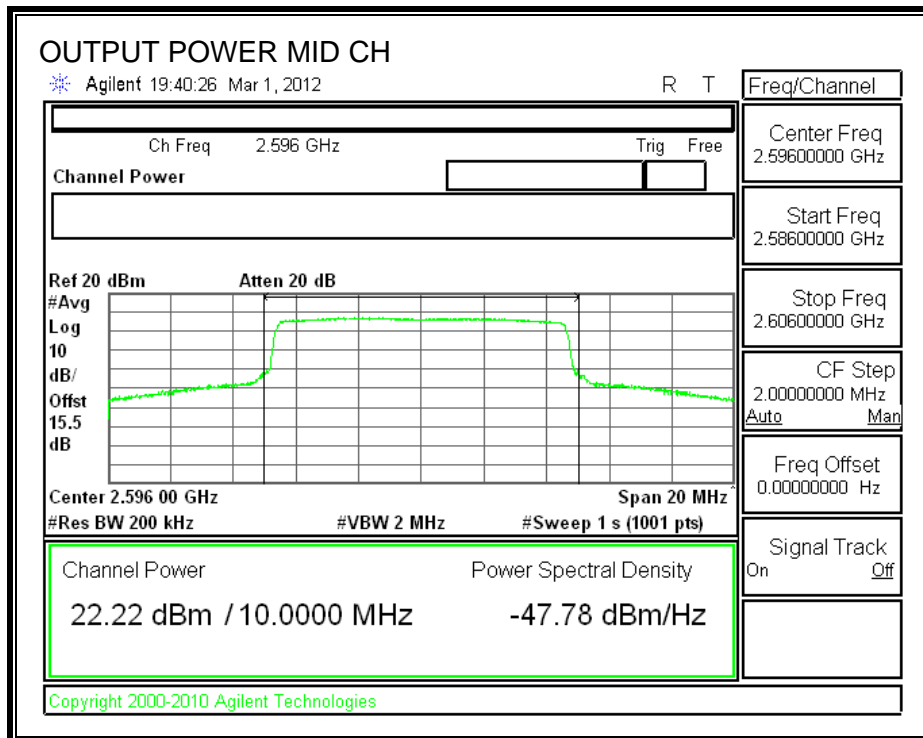 OUTPUT POWER MID CH
Agilent 19:40:26 Mar 1, 2012 R T
Freq/Channel
Ch Freq 2.596 GHz Trig Free
Channel Power
Center Freq
2.59600000 GHz
Start Freq
2.58600000 GHz
Stop Freq
2.60600000 GHz
CF Step
2.00000000 MHz
Auto Man
Freq Offset
0.00000000 Hz
Signal Track
On Off
Ref 20 dBm Atten 20 dB
#Avg
Log
10
dB/
Offst
15.5
dB
Center 2.596 00 GHz Span 20 MHz^
#Res BW 200 kHz #VBW 2 MHz #Sweep 1 s (1001 pts)
Channel Power Power Spectral Density
22.22 dBm / 10.0000 MHz -47.78 dBm/Hz
Copyright 2000-2010 Agilent Technologies